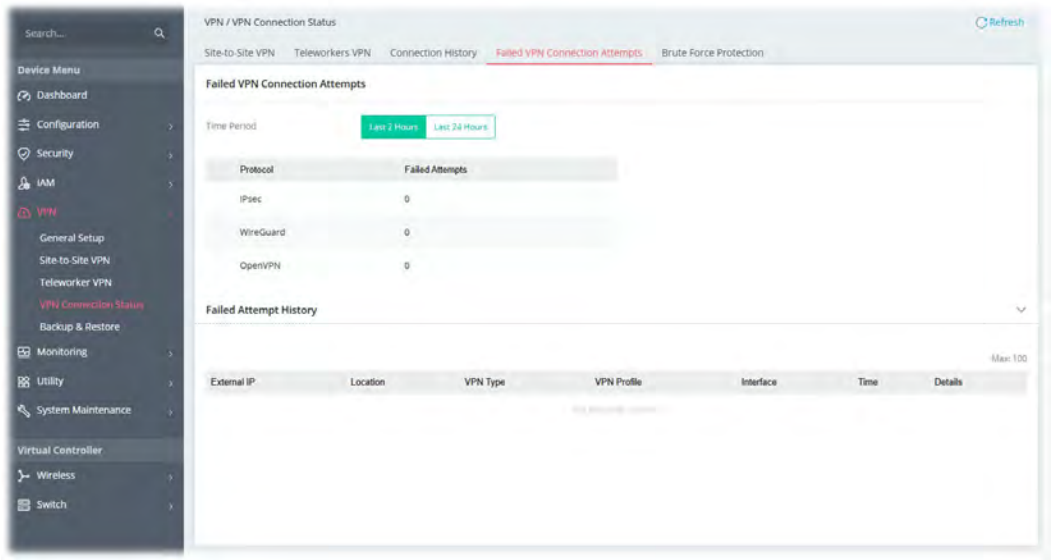 Search...
Device Menu
Dashboard
Configuration
Security
IAM
VPN
General Setup
Site-to-Site VPN
Teleworker VPN
VPN Connection Status
Backup & Restore
Monitoring
Utility
System Maintenance
Virtual Controller
Wireless
Switch
VPN / VPN Connection Status
Refresh
Site-to-Site VPN Teleworkers VPN Connection History Failed VPN Connection Attempts Brute Force Protection
Failed VPN Connection Attempts
Time Period Last 2 Hours Last 24 Hours
Protocol Failed Attempts
IPsec 0
WireGuard 0
OpenVPN 0
Failed Attempt History
Max: 100
External IP Location VPN Type VPN Profile Interface Time Details